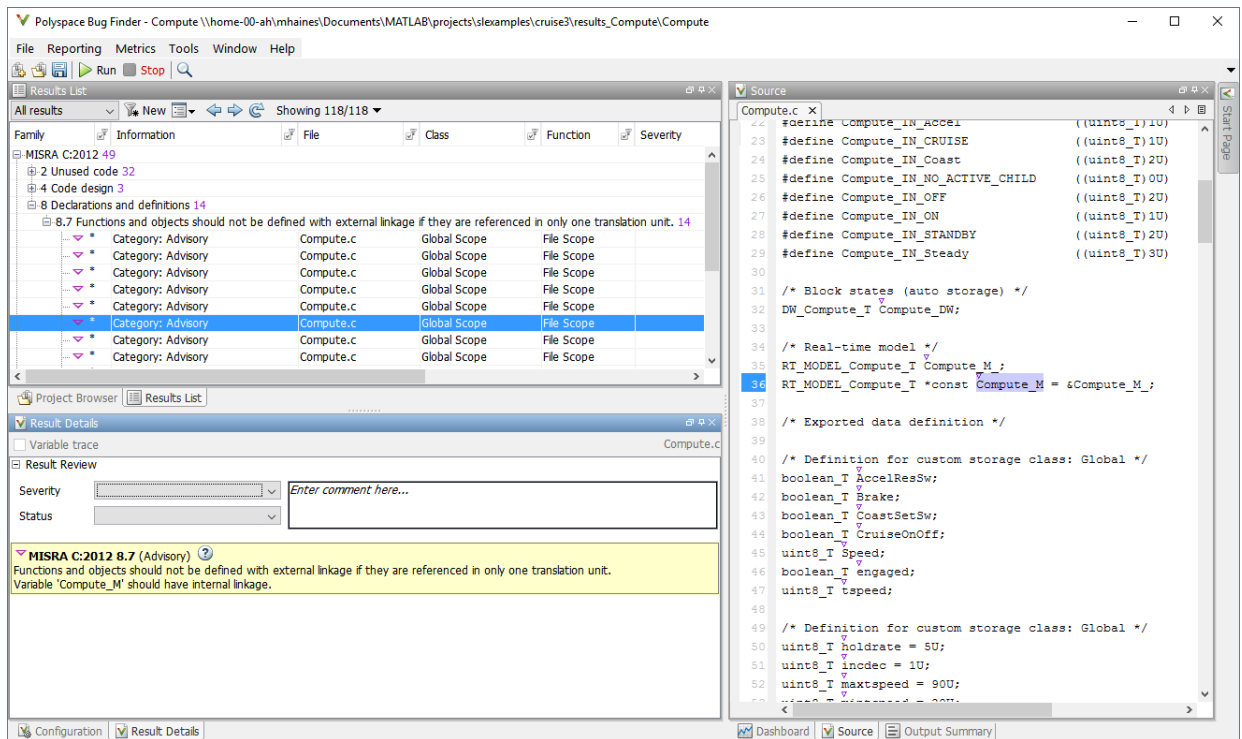 Polyspace Bug Finder - Compute \\home-00-ah\mhaines\Documents\MATLAB\projects\slexamples\cruise3\results_Compute\Compute
File Reporting Metrics Tools Window Help
Run Stop
Results List
All results New Showing 118/118
Family Information File Class Function Severity
MISRA C:2012 49
2 Unused code 32
4 Code design 3
8 Declarations and definitions 14
8.7 Functions and objects should not be defined with external linkage if they are referenced in only one translation unit. 14
* Category: Advisory Compute.c Global Scope File Scope
* Category: Advisory Compute.c Global Scope File Scope
* Category: Advisory Compute.c Global Scope File Scope
* Category: Advisory Compute.c Global Scope File Scope
* Category: Advisory Compute.c Global Scope File Scope
* Category: Advisory Compute.c Global Scope File Scope
* Category: Advisory Compute.c Global Scope File Scope
* Category: Advisory Compute.c Global Scope File Scope
Project Browser Results List
Result Details
Variable trace Compute.c
Result Review
Severity Enter comment here...
Status
MISRA C:2012 8.7 (Advisory) ?
Functions and objects should not be defined with external linkage if they are referenced in only one translation unit.
Variable 'Compute_M' should have internal linkage.
Configuration Result Details
Source
Compute.c X
22 #define Compute_IN_Accel ((uint8_T)1U)
23 #define Compute_IN_CRUISE ((uint8_T)1U)
24 #define Compute_IN_Coast ((uint8_T)2U)
25 #define Compute_IN_NO_ACTIVE_CHILD ((uint8_T)0U)
26 #define Compute_IN_OFF ((uint8_T)2U)
27 #define Compute_IN_ON ((uint8_T)1U)
28 #define Compute_IN_STANDBY ((uint8_T)2U)
29 #define Compute_IN_Steady ((uint8_T)3U)
30
31 /* Block states (auto storage) */
32 DW_Compute_T Compute_DW;
33
34 /* Real-time model */
35 RT_MODEL_Compute_T Compute_M_;
36 RT_MODEL_Compute_T *const Compute_M = &Compute_M_;
37
38 /* Exported data definition */
39
40 /* Definition for custom storage class: Global */
41 boolean_T AccelResSw;
42 boolean_T Brake;
43 boolean_T CoastSetSw;
44 boolean_T CruiseOnOff;
45 uint8_T Speed;
46 boolean_T engaged;
47 uint8_T tspeed;
48
49 /* Definition for custom storage class: Global */
50 uint8_T holdrate = 5U;
51 uint8_T incdec = 1U;
52 uint8_T maxtspeed = 90U;
Dashboard Source Output Summary
Start Page